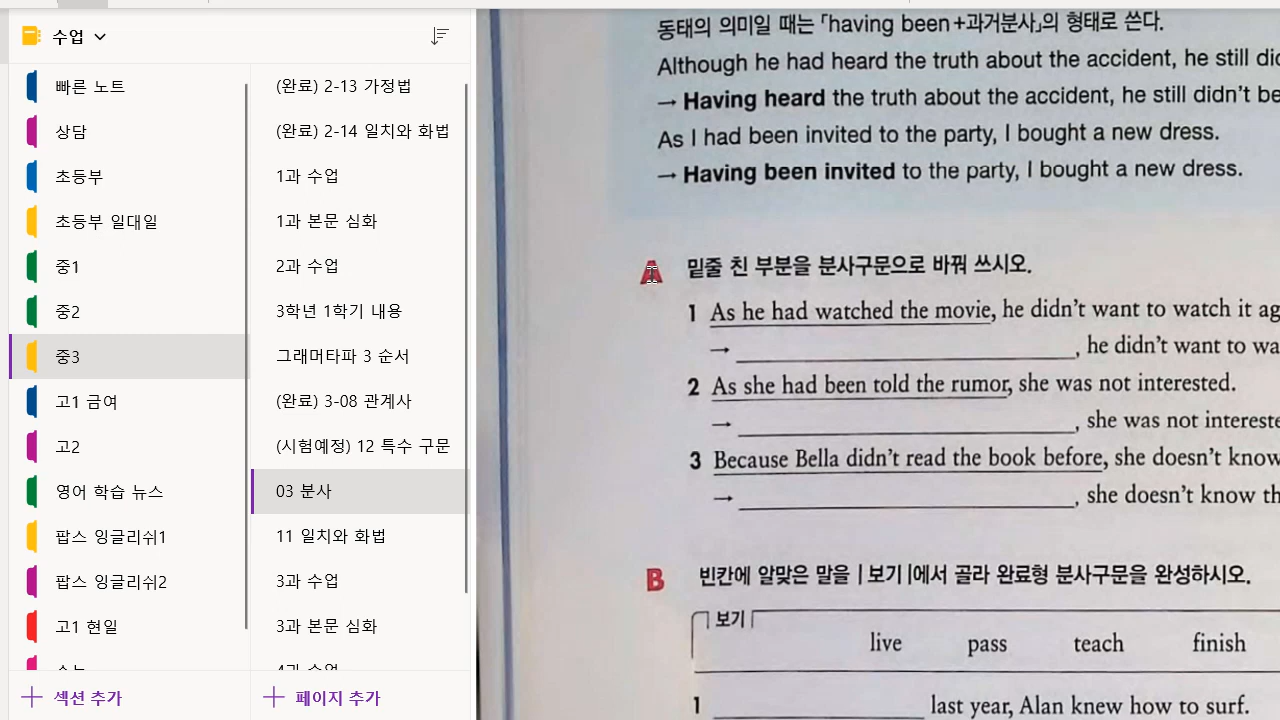 수업
빠른 노트
상담
초등부
초등부 일대일
중1
중2
중3
고1 금여
고2
영어 학습 뉴스
팝스 잉글리쉬1
팝스 잉글리쉬2
고1 현일
섹션 추가
(완료) 2-13 가정법
(완료) 2-14 일치와 화법
1과 수업
1과 본문 심화
2과 수업
3학년 1학기 내용
그래머타파 3 순서
(완료) 3-08 관계사
(시험예정) 12 특수 구문
03 분사
11 일치와 화법
3과 수업
3과 본문 심화
4과 수업
페이지 추가
동태의 의미일 때는 「having been+과거분사」의 형태로 쓴다.
Although he had heard the truth about the accident, he still
→ Having heard the truth about the accident, he still didn't
As I had been invited to the party, I bought a new dress.
→ Having been invited to the party, I bought a new dress.
A 밑줄 친 부분을 분사구문으로 바꿔 쓰시오.
1 As he had watched the movie, he didn't want to watch it
→ , he didn't want to
2 As she had been told the rumor, she was not interested.
→ , she was not
3 Because Bella didn't read the book before, she doesn't know
→ , she doesn't know
B 빈칸에 알맞은 말을 |보기|에서 골라 완료형 분사구문을 완성하시오.
보기
live pass teach finish
1 last year, Alan knew how to surf.